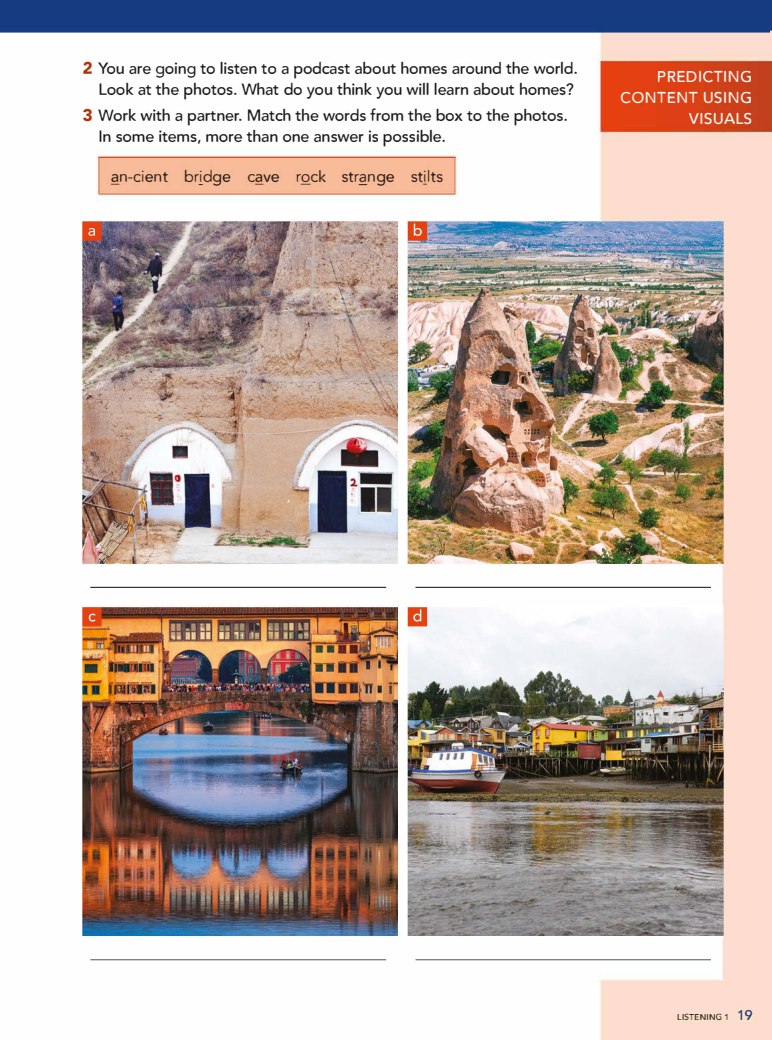 2 You are going to listen to a podcast about homes around the world.
Look at the photos. What do you think you will learn about homes?
PREDICTING
CONTENT USING
VISUALS
3 Work with a partner. Match the words from the box to the photos.
In some items, more than one answer is possible.
an-cient bridge cave rock strange stilts
a
b
2
c
d
LISTENING 1 19